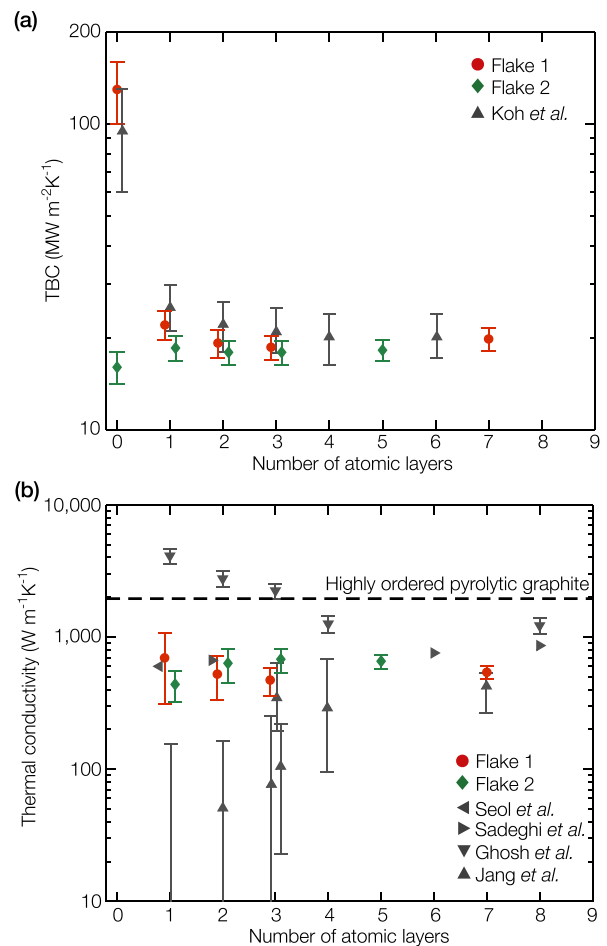 (a)
200
100
10
TBC (MW m⁻²K⁻¹)
Flake 1
Flake 2
Koh et al.
0 1 2 3 4 5 6 7 8 9
Number of atomic layers
(b)
10,000
1,000
100
10
Thermal conductivity (W m⁻¹K⁻¹)
Highly ordered pyrolytic graphite
Flake 1
Flake 2
Seol et al.
Sadeghi et al.
Ghosh et al.
Jang et al.
0 1 2 3 4 5 6 7 8 9
Number of atomic layers